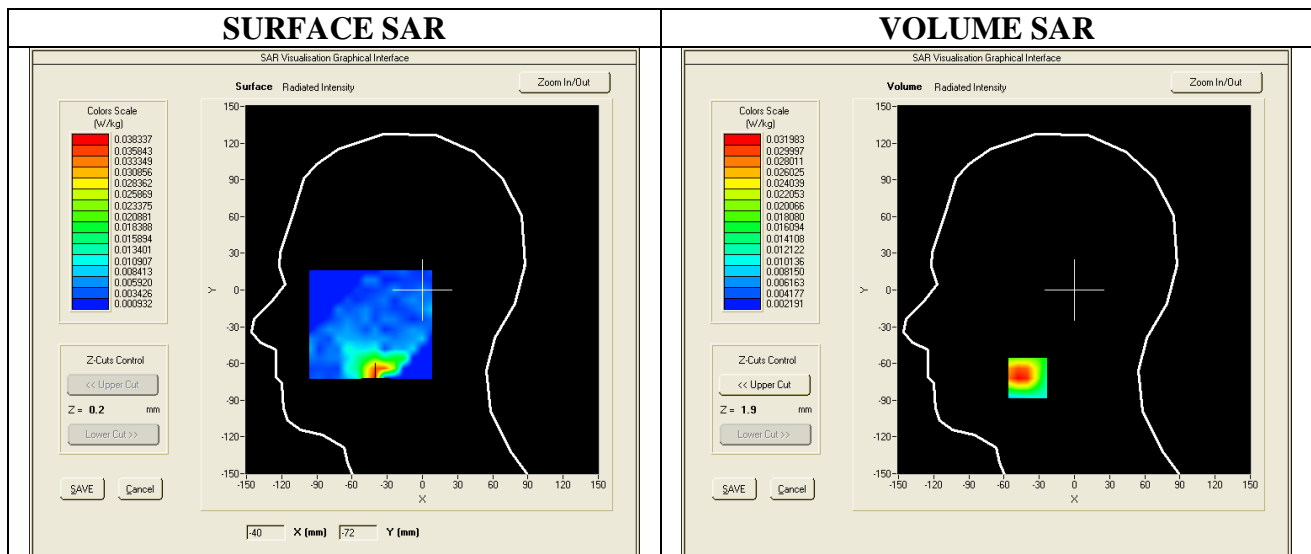 SURFACE SAR
SAR Visualisation Graphical Interface
Surface Radiated Intensity
Zoom In/Out
Colors Scale
(W/kg)
0.038337
0.035843
0.033349
0.030856
0.028362
0.025869
0.023375
0.020881
0.018388
0.015894
0.013401
0.010907
0.008413
0.005920
0.003426
0.000932
Z-Cuts Control
<< Upper Cut
Z = 0.2 mm
Lower Cut >>
SAVE Cancel
150
120
90
60
30
0
-30
-60
-90
-120
-150
Y
-150 -120 -90 -60 -30 0 30 60 90 120 150
X
-40 X (mm) -72 Y (mm)
VOLUME SAR
SAR Visualisation Graphical Interface
Volume Radiated Intensity
Zoom In/Out
Colors Scale
(W/kg)
0.031983
0.029997
0.028011
0.026025
0.024039
0.022053
0.020066
0.018080
0.016094
0.014108
0.012122
0.010136
0.008150
0.006163
0.004177
0.002191
Z-Cuts Control
<< Upper Cut
Z = 1.9 mm
Lower Cut >>
SAVE Cancel
150
120
90
60
30
0
-30
-60
-90
-120
-150
Y
-150 -120 -90 -60 -30 0 30 60 90 120 150
X